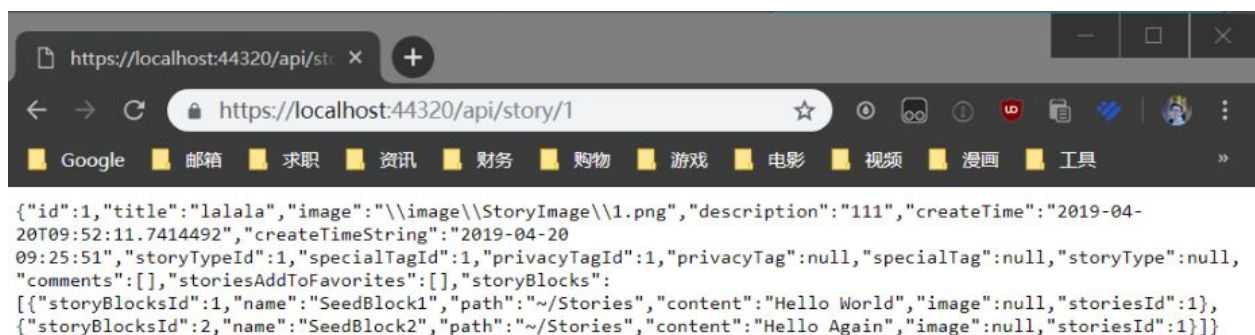 https://localhost:44320/api/sto
https://localhost:44320/api/story/1
Google 邮箱 求职 资讯 财务 购物 游戏 电影 视频 漫画 工具 »
{"id":1,"title":"lalala","image":"\\image\\StoryImage\\1.png","description":"111","createTime":"2019-04-
20T09:52:11.7414492","createTimeString":"2019-04-20
09:25:51","storyTypeId":1,"specialTagId":1,"privacyTagId":1,"privacyTag":null,"specialTag":null,"storyType":null,
"comments":[],"storiesAddToFavorites":[],"storyBlocks":
[{"storyBlocksId":1,"name":"SeedBlock1","path":"~/Stories","content":"Hello World","image":null,"storiesId":1},
{"storyBlocksId":2,"name":"SeedBlock2","path":"~/Stories","content":"Hello Again","image":null,"storiesId":1}]}